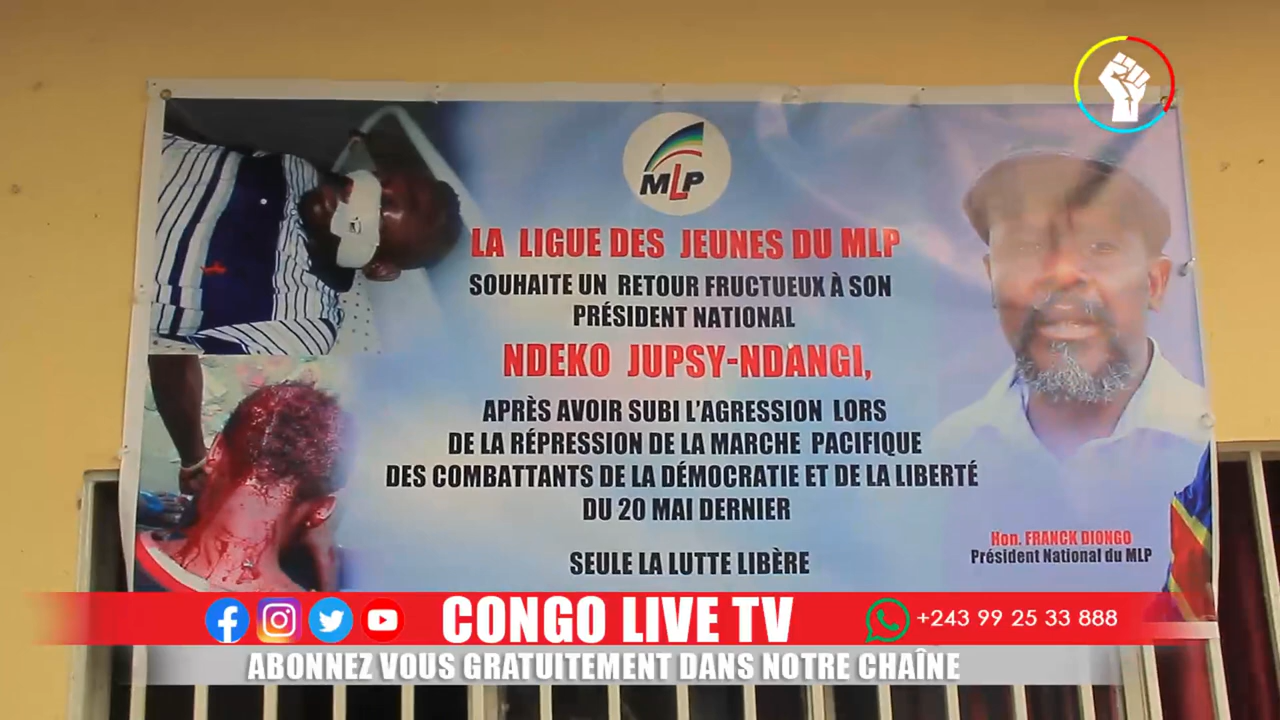 MLP
LA LIGUE DES JEUNES DU MLP
SOUHAITE UN RETOUR FRUCTUEUX À SON
PRÉSIDENT NATIONAL
NDEKO JUPSY-NDANGI,
APRÈS AVOIR SUBI L'AGRESSION LORS
DE LA RÉPRESSION DE LA MARCHE PACIFIQUE
DES COMBATTANTS DE LA DÉMOCRATIE ET DE LA LIBERTÉ
DU 20 MAI DERNIER
SEULE LA LUTTE LIBÈRE
Hon. FRANCK DIONGO
Président National du MLP
CONGO LIVE TV
+243 99 25 33 888
ABONNEZ VOUS GRATUITEMENT DANS NOTRE CHAÎNE